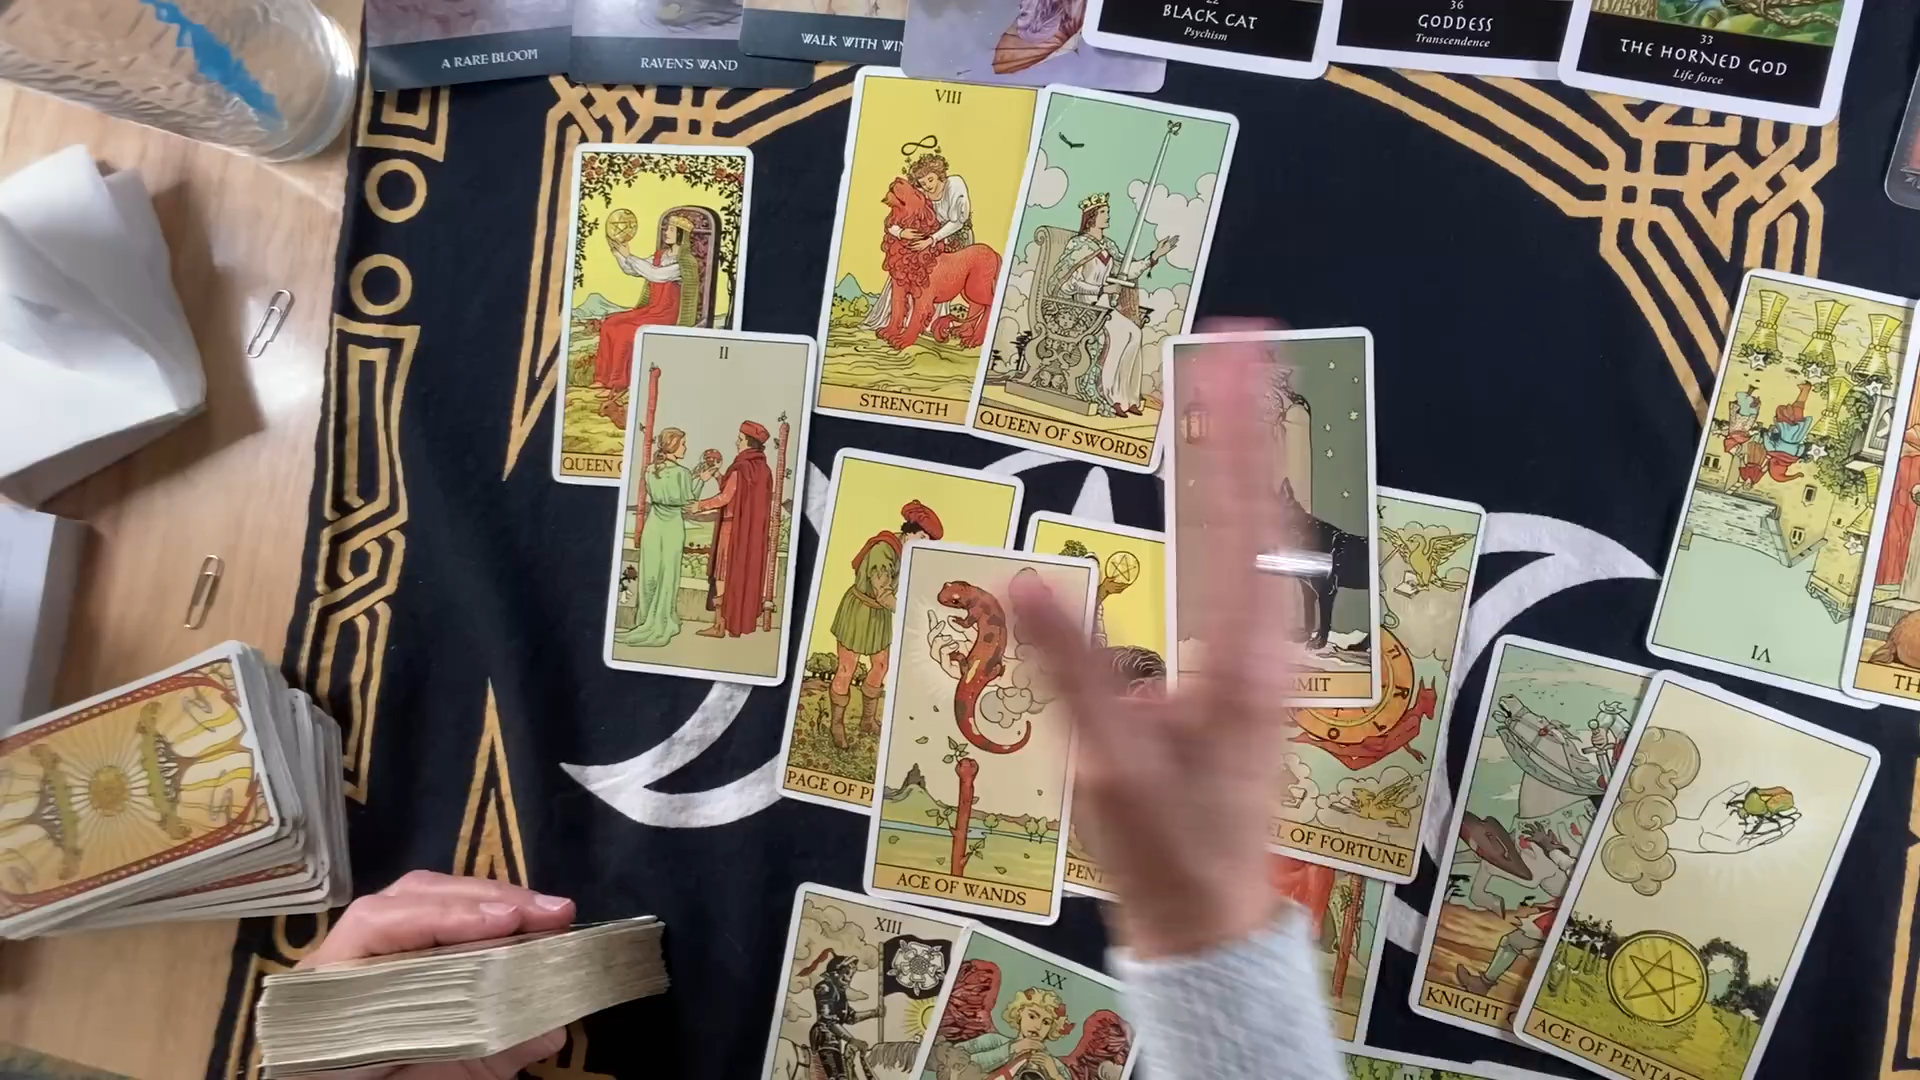 A RARE BLOOM
RAVEN'S WAND
WALK WITH
BLACK CAT
Psychism
36
GODDESS
Transcendence
33
THE HORNED GOD
Life force
VIII
STRENGTH
QUEEN OF SWORDS
QUEEN
II
PAGE OF
ACE OF WANDS
OF FORTUNE
VI
KNIGHT
ACE OF
XIII
XX